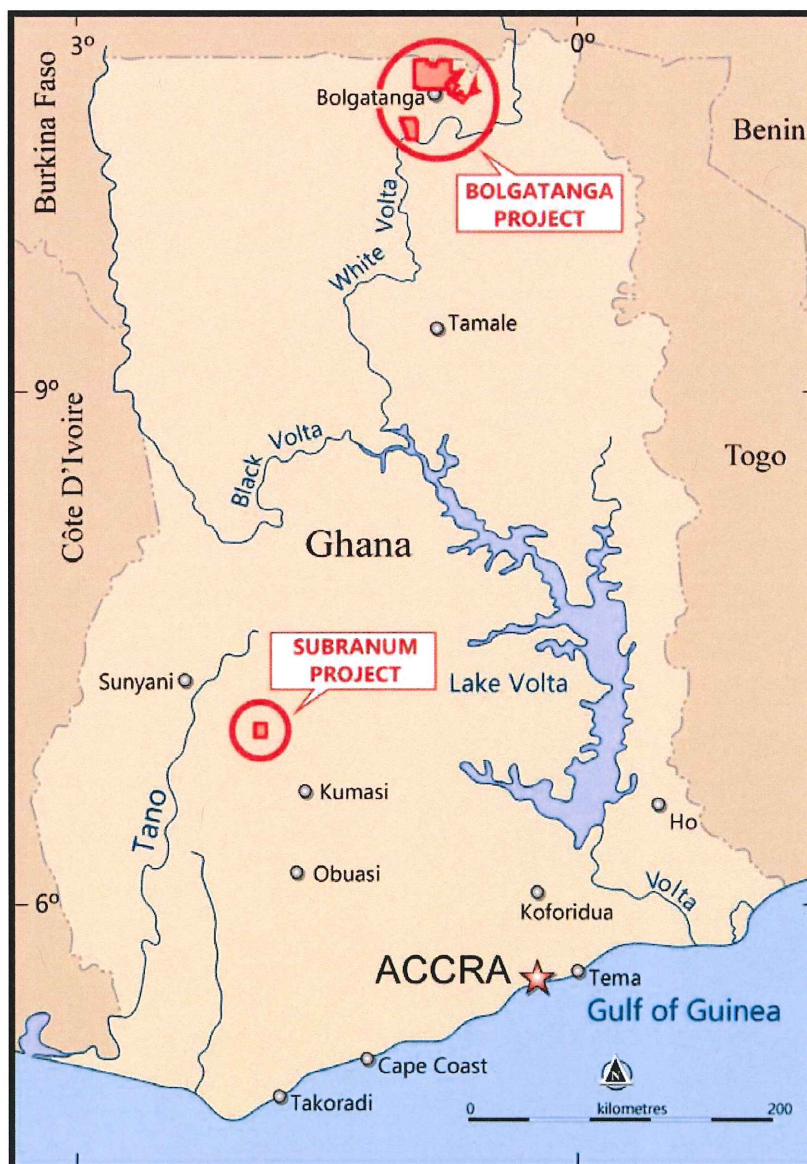 3º
0º
Burkina Faso
Bolgatanga
Benin
BOLGATANGA
PROJECT
White Volta
Tamale
9º
Côte D'Ivoire
Black Volta
Togo
Ghana
SUBRANUM
PROJECT
Sunyani
Lake Volta
Tano
Kumasi
Ho
Obuasi
Volta
Koforidua
6º
ACCRA
Tema
Gulf of Guinea
Cape Coast
N
Takoradi
0 kilometres 200